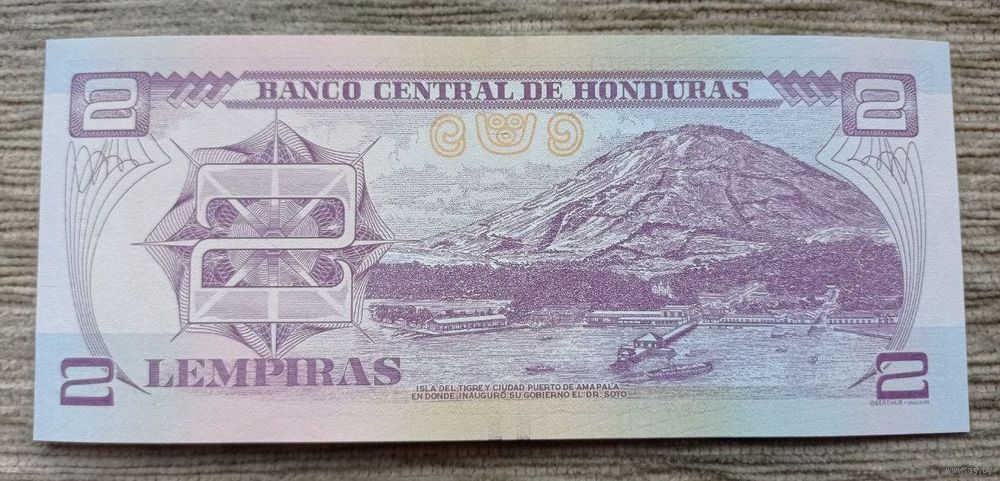 2 BANCO CENTRAL DE HONDURAS 2
2
2 LEMPIRAS
ISLA DEL TIGRE Y CIUDAD PUERTO DE AMAPALA
EN DONDE INAUGURÓ SU GOBIERNO EL DR. SOTO
2